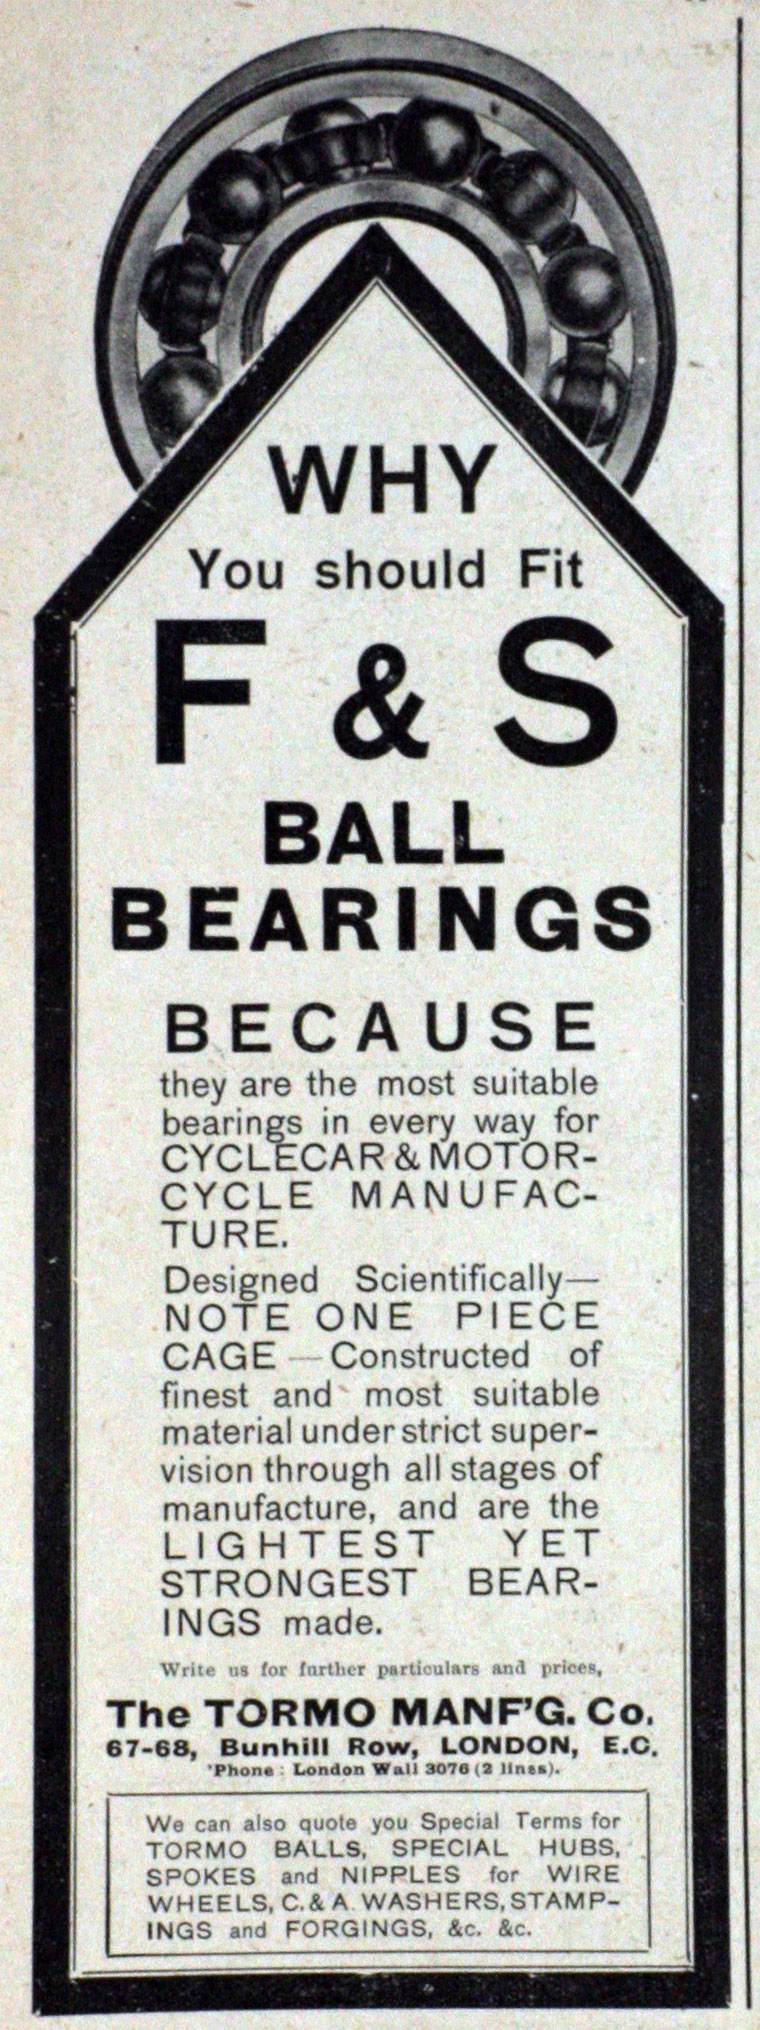 WHY
You should Fit
F & S
BALL
BEARINGS
BECAUSE
they are the most suitable
bearings in every way for
CYCLECAR & MOTOR-
CYCLE MANUFAC-
TURE.
Designed Scientifically—
NOTE ONE PIECE
CAGE — Constructed of
finest and most suitable
material under strict super-
vision through all stages of
manufacture, and are the
LIGHTEST YET
STRONGEST BEAR-
INGS made.
Write us for further particulars and prices,
The TORMO MANF'G. Co.
67-68, Bunhill Row, LONDON, E.C.
'Phone: London Wall 3076 (2 lines).
We can also quote you Special Terms for
TORMO BALLS, SPECIAL HUBS,
SPOKES and NIPPLES for WIRE
WHEELS, C. & A. WASHERS, STAMP-
INGS and FORGINGS, &c. &c.